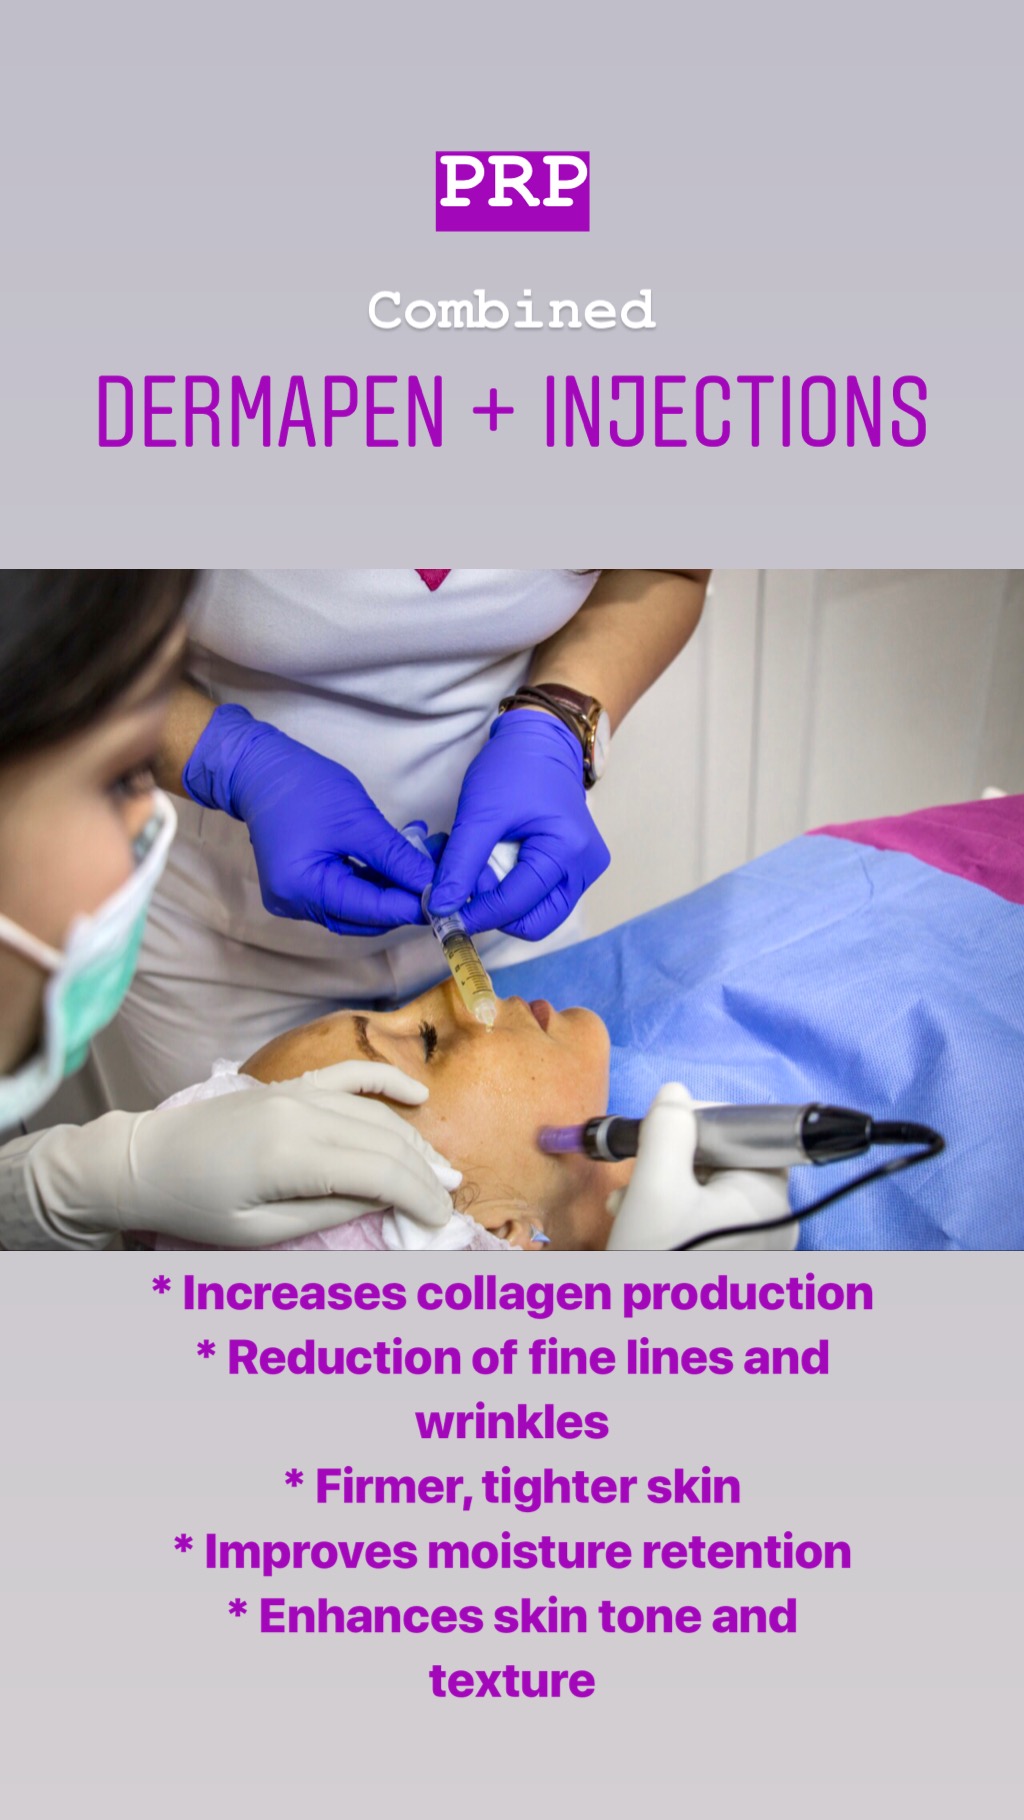 PRP
Combined
DERMAPEN + INJECTIONS
* Increases collagen production
* Reduction of fine lines and
wrinkles
* Firmer, tighter skin
* Improves moisture retention
* Enhances skin tone and
texture